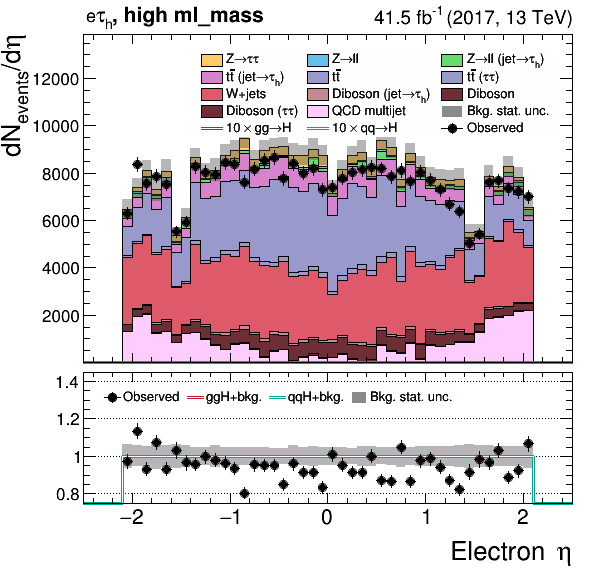 eτh, high ml_mass 41.5 fb⁻¹ (2017, 13 TeV)
dNevents/dη
Z→ττ Z→ll Z→ll (jet→τh)
tt̄ (jet→τh) tt̄ tt̄ (ττ)
W+jets Diboson (jet→τh) Diboson
Diboson (ττ) QCD multijet Bkg. stat. unc.
10 × gg→H 10 × qq→H Observed
12000
10000
8000
6000
4000
2000
Observed ggH+bkg. qqH+bkg. Bkg. stat. unc.
1.4
1.2
1
0.8
−2 −1 0 1 2
Electron η